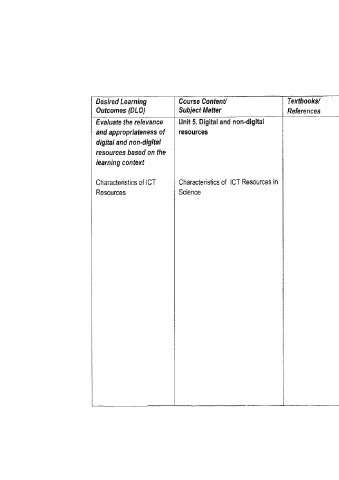 Desired Learning
Outcomes (DLO)
Course Content/
Subject Matter
Textbooks/
References
Evaluate the relevance
and appropriateness of
digital and non-digital
resources based on the
learning context
Unit 5. Digital and non-digital
resources
Characteristics of ICT
Resources
Characteristics of ICT Resources in
Science